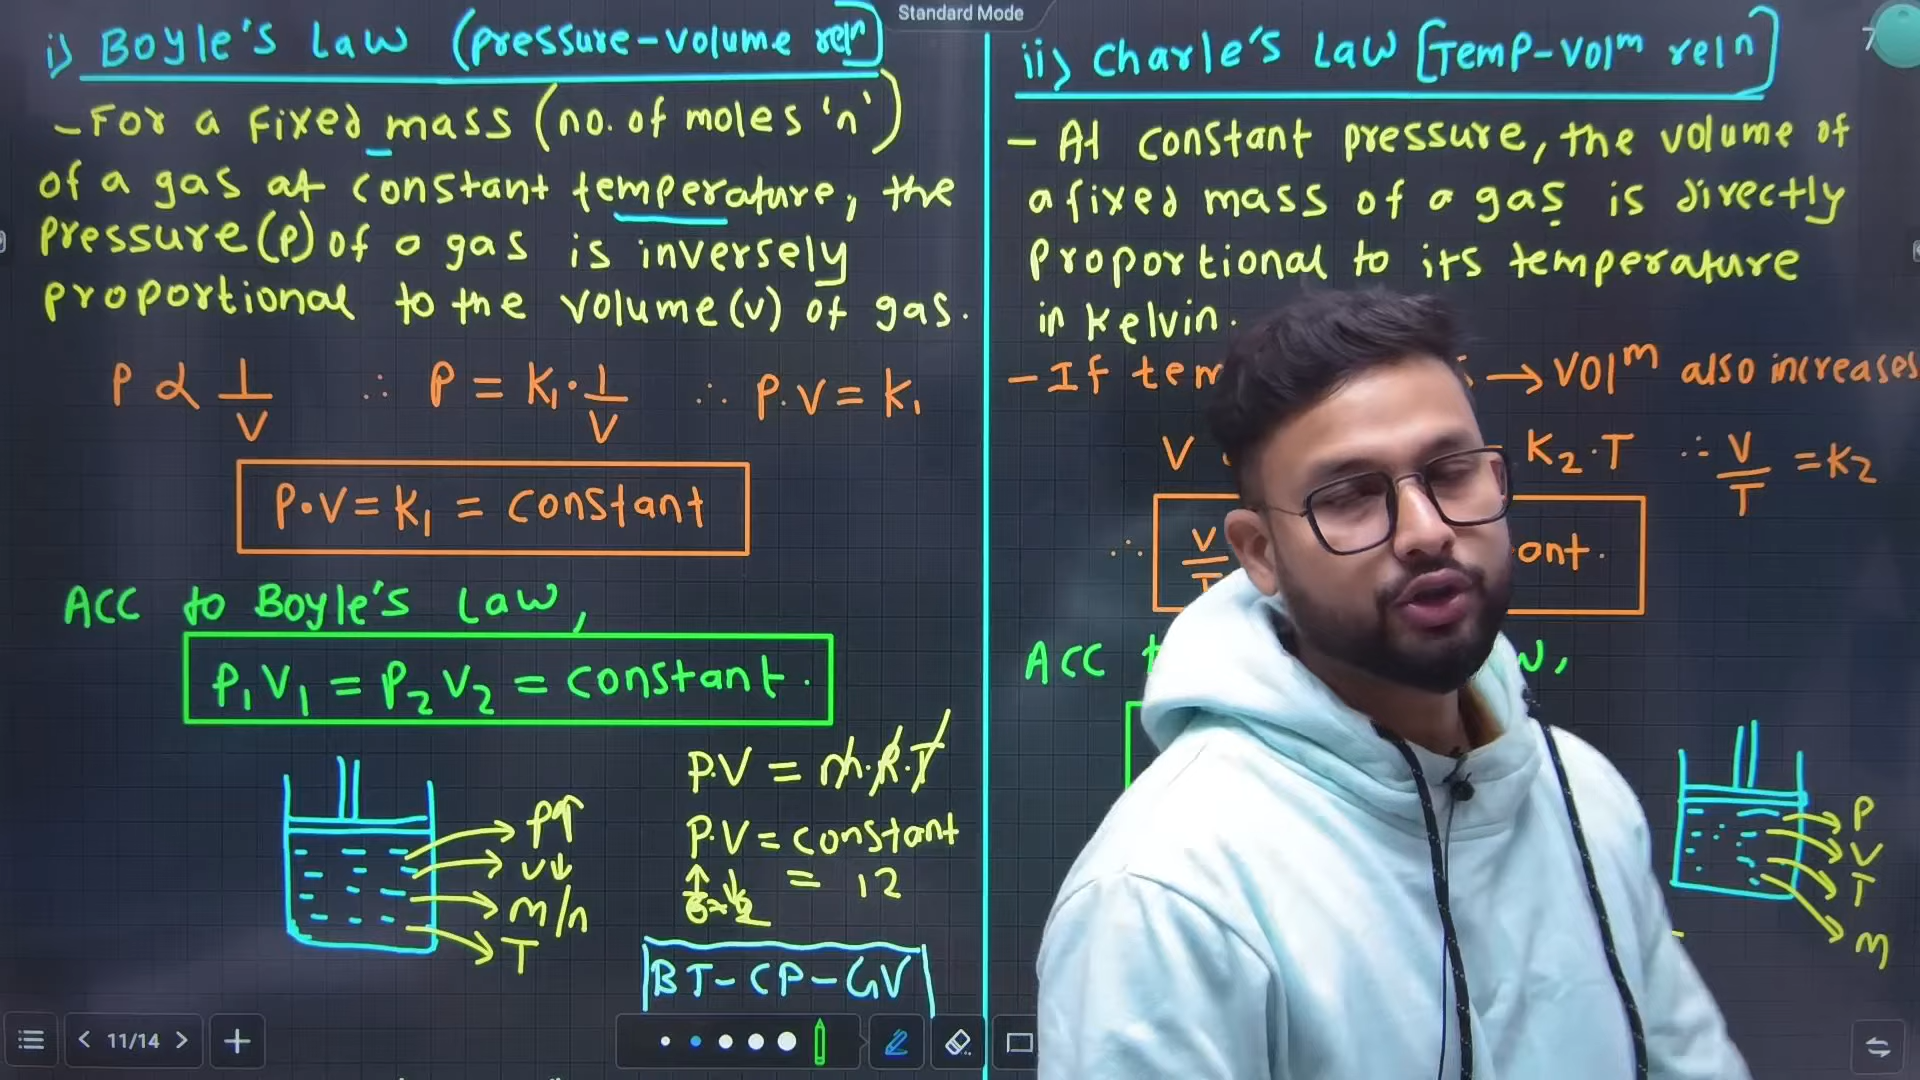 Standard Mode
i) Boyle's Law (pressure-volume reln)
- For a fixed mass (no. of moles 'n')
of a gas at constant temperature, the
pressure (P) of a gas is inversely
proportional to the volume (v) of gas.
P ∝ 1/V ∴ P = K₁·1/V ∴ P.V = K₁
P·V = K₁ = constant
Acc to Boyle's Law,
P₁V₁ = P₂V₂ = constant.
P.V = n.R.T
P.V = constant
= 12
P↑
V↓
M/n
T
BT-CP-GV
ii) Charle's Law [Temp-Volᵐ relⁿ]
- At constant pressure, the volume of
a fixed mass of a gas is directly
proportional to its temperature
in Kelvin.
- If → Volᵐ also increases
V K₂·T ∴ V/T = K₂
∴ V/T
Acc
P
V
T
M
11/14